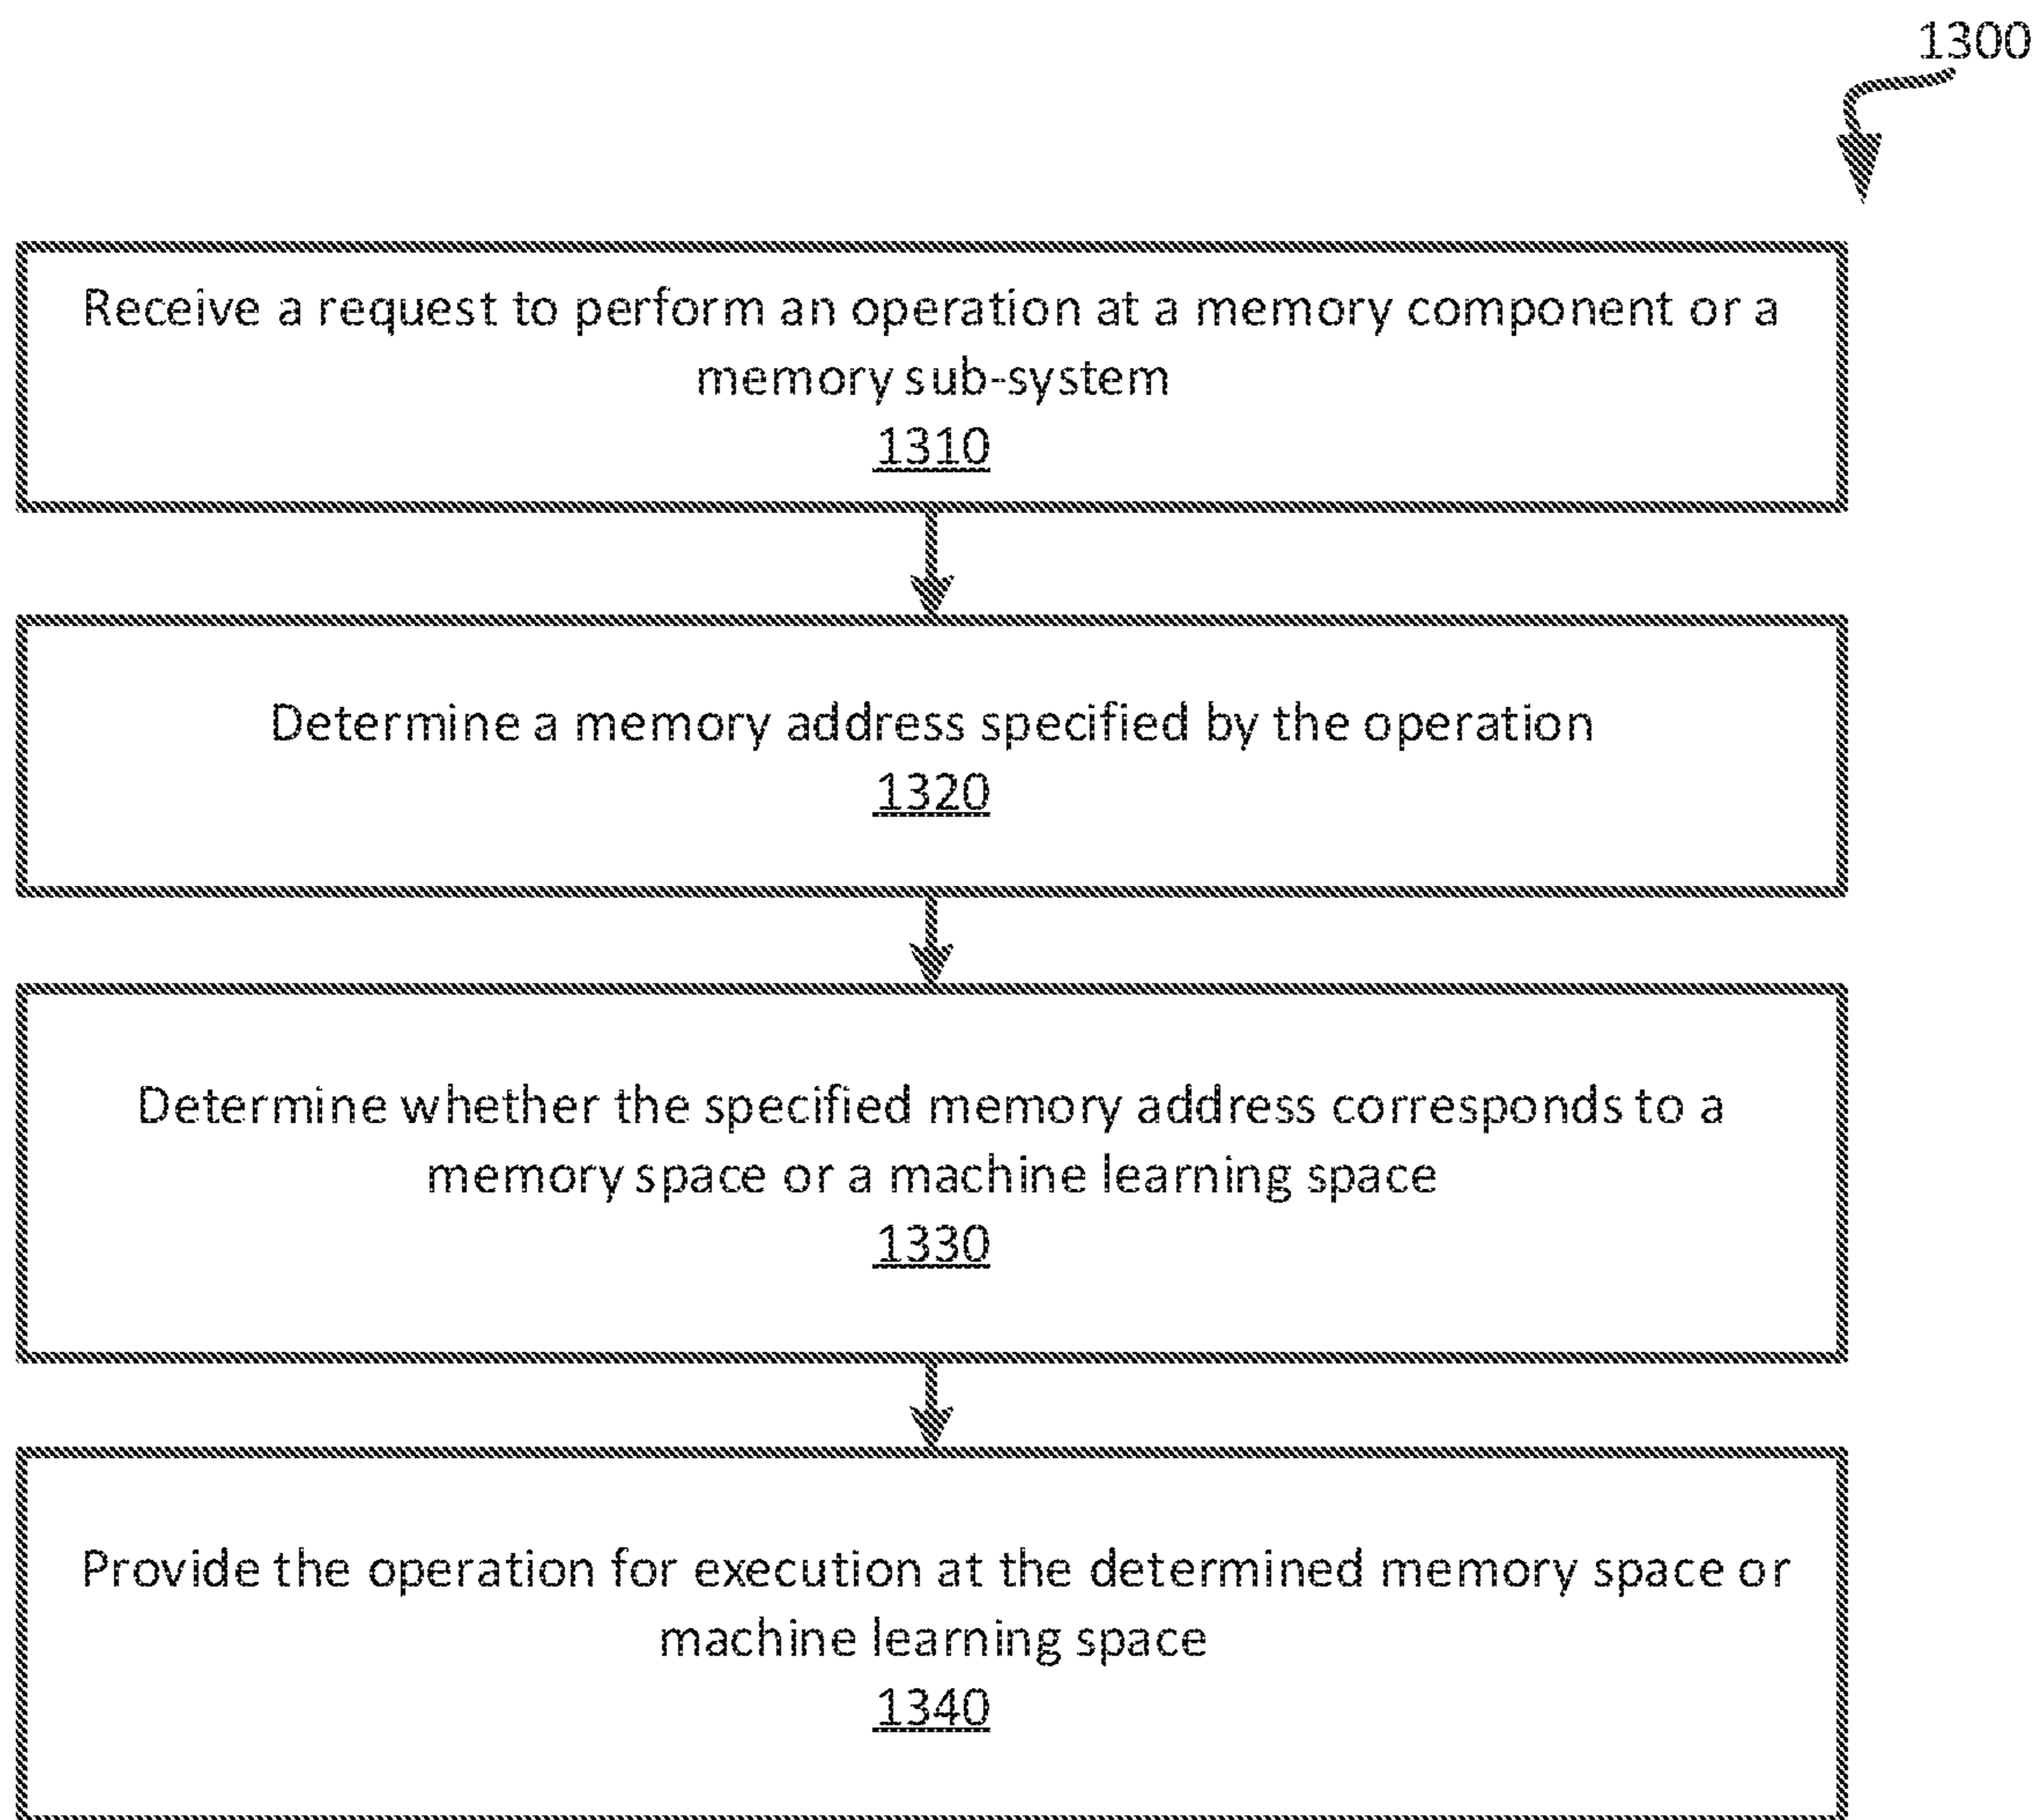 1300
Receive a request to perform an operation at a memory component or a
memory sub-system
1310
Determine a memory address specified by the operation
1320
Determine whether the specified memory address corresponds to a
memory space or a machine learning space
1330
Provide the operation for execution at the determined memory space or
machine learning space
1340